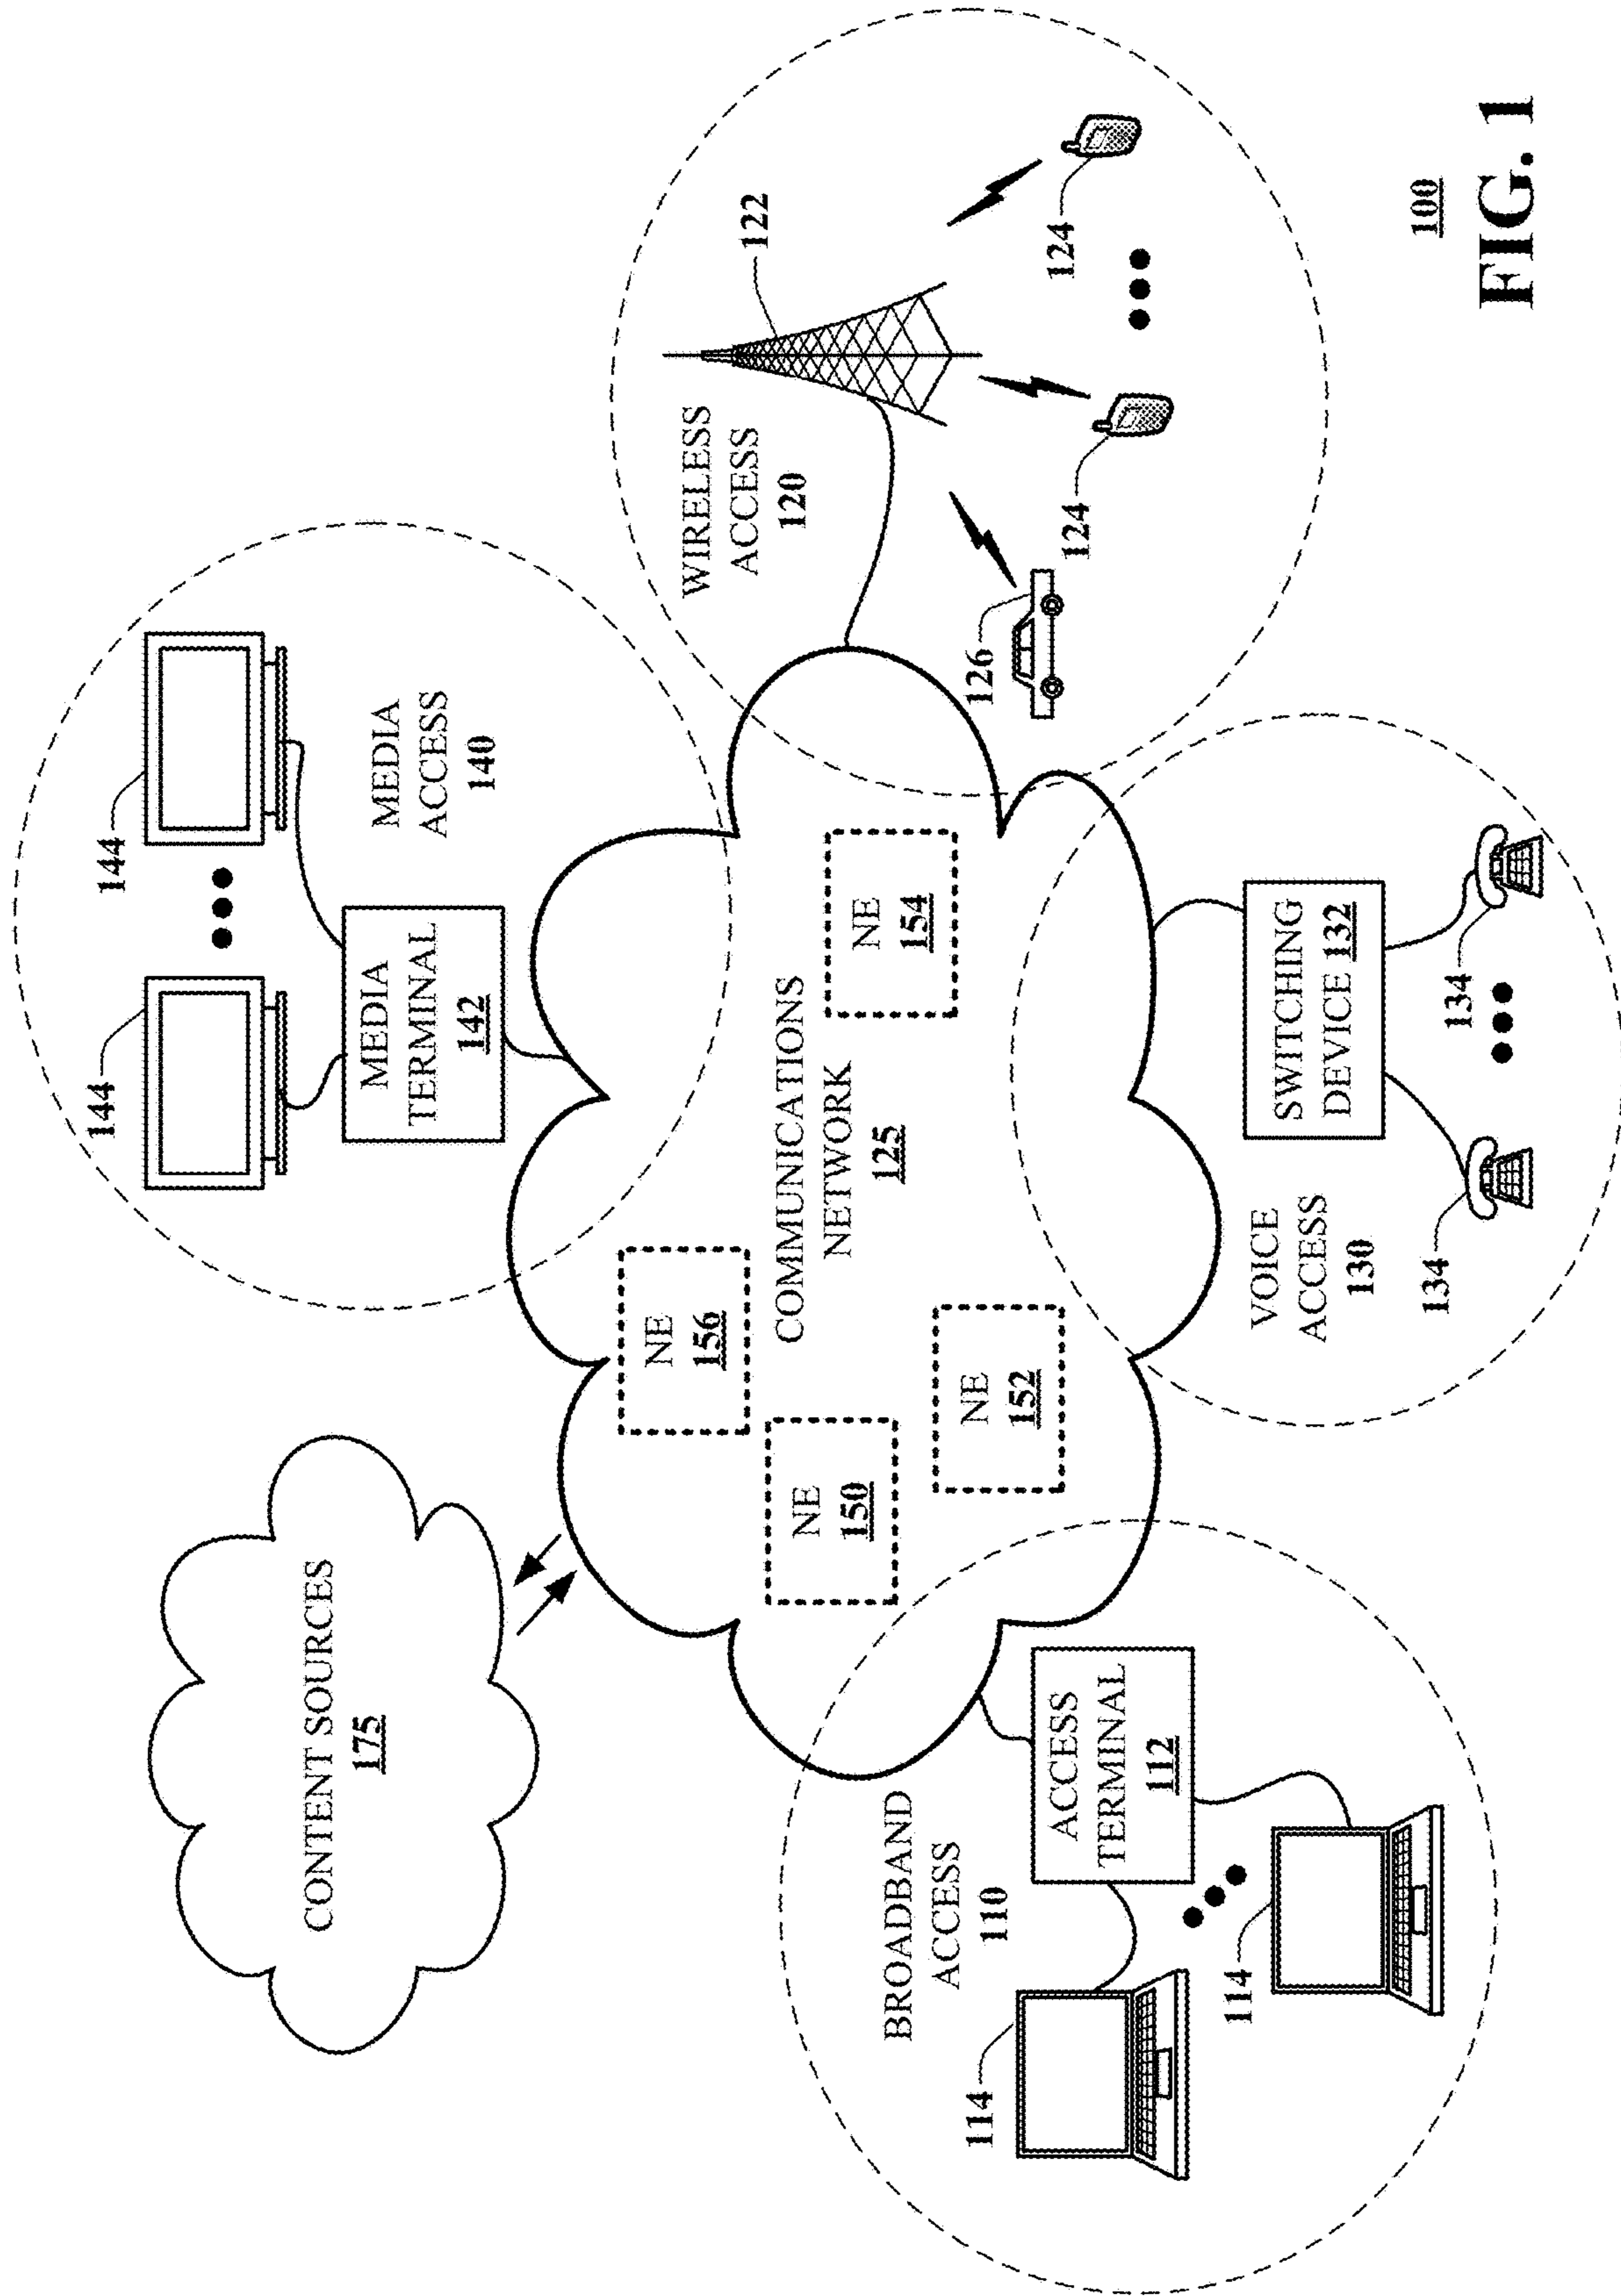 CONTENT SOURCES
175
144
144
MEDIA
TERMINAL
142
MEDIA
ACCESS
140
NE
156
NE
150
NE
152
NE
154
COMMUNICATIONS
NETWORK
125
WIRELESS
ACCESS
120
122
126
124
124
BROADBAND
ACCESS
110
ACCESS
TERMINAL
112
114
114
VOICE
ACCESS
130
SWITCHING
DEVICE 132
134
134
100
FIG. 1